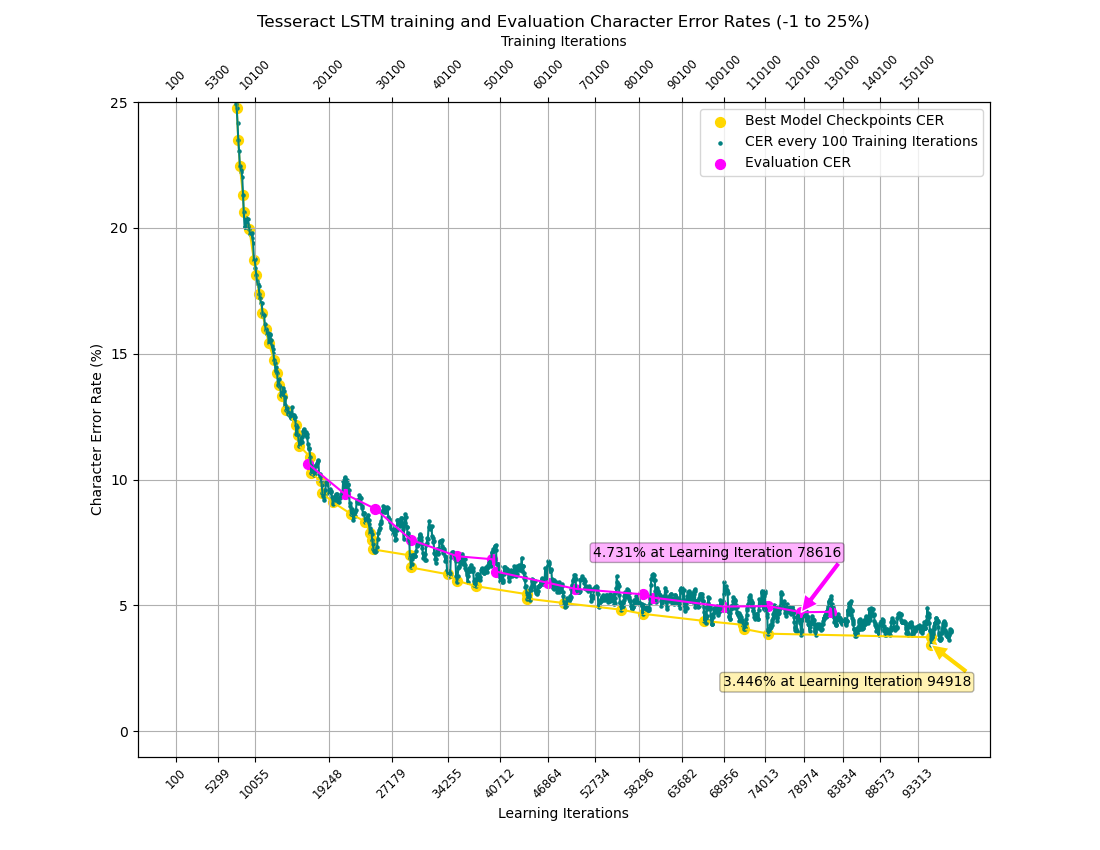 Tesseract LSTM training and Evaluation Character Error Rates (-1 to 25%)
Training Iterations
100 5300 10100 20100 30100 40100 50100 60100 70100 80100 90100 100100 110100 120100 130100 140100 150100
25
Best Model Checkpoints CER
CER every 100 Training Iterations
Evaluation CER
20
15
Character Error Rate (%)
10
4.731% at Learning Iteration 78616
5
3.446% at Learning Iteration 94918
0
100 5299 10055 19248 27179 34255 40712 46864 52734 58296 63682 68956 74013 78974 83834 88573 93313
Learning Iterations